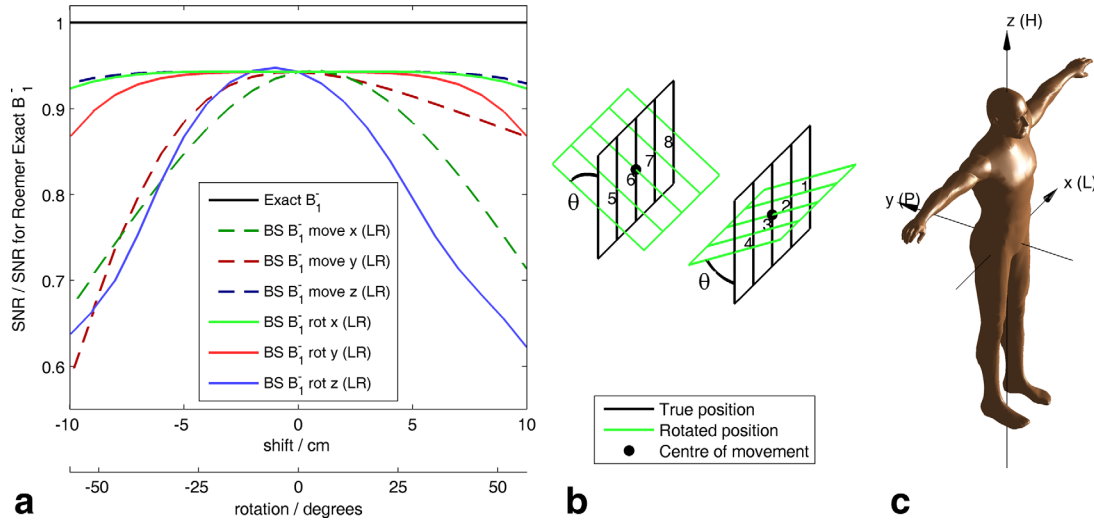 SNR / SNR for Roemer Exact B₁⁻
1
0.9
0.8
0.7
0.6
Exact B₁⁻
BS B₁⁻ move x (LR)
BS B₁⁻ move y (LR)
BS B₁⁻ move z (LR)
BS B₁⁻ rot x (LR)
BS B₁⁻ rot y (LR)
BS B₁⁻ rot z (LR)
-10 -5 0 5 10
shift / cm
-50 -25 0 25 50
rotation / degrees
a
θ 5 6 7 8
θ 4 3 2 1
True position
Rotated position
Centre of movement
b
z (H)
x (L)
y (P)
c